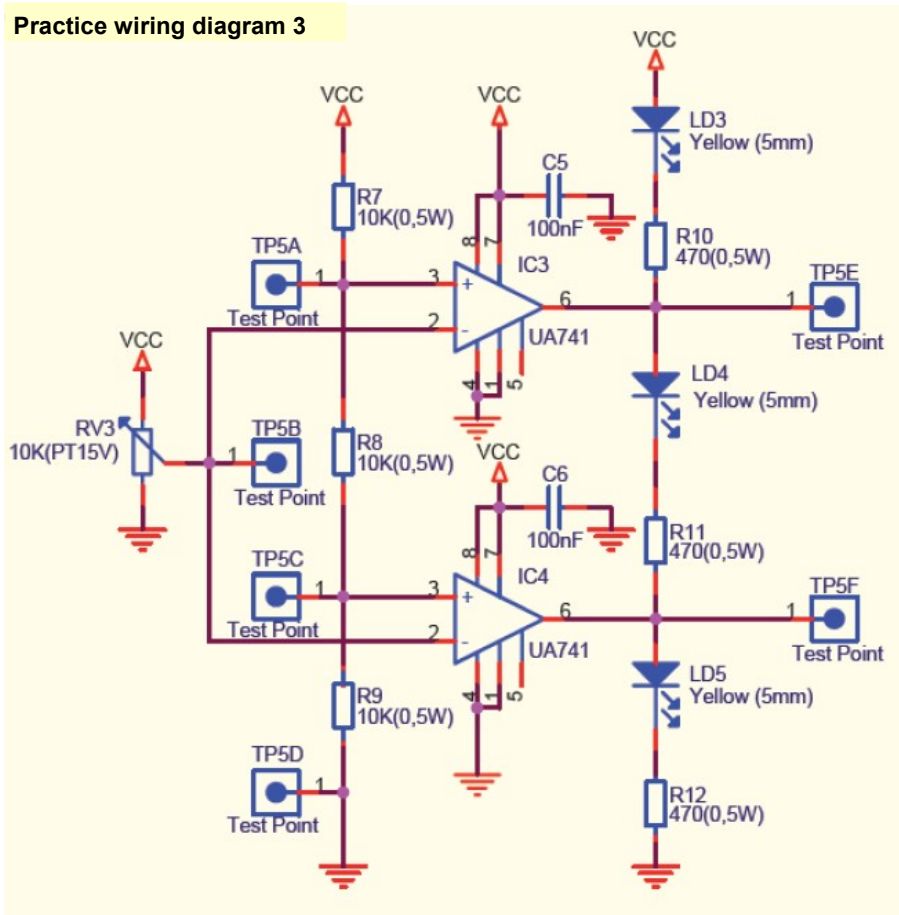 Practice wiring diagram 3
VCC
LD3
Yellow (5mm)
VCC
VCC
C5
100nF
R7
10K(0,5W)
R10
470(0,5W)
TP5A
1
Test Point
8
7
IC3
3
+
2
-
6
UA741
4
1
5
TP5E
1
Test Point
VCC
RV3
10K(PT15V)
TP5B
1
Test Point
R8
10K(0,5W)
LD4
Yellow (5mm)
VCC
C6
100nF
R11
470(0,5W)
TP5C
1
Test Point
8
7
IC4
3
+
2
-
6
UA741
4
1
5
TP5F
1
Test Point
R9
10K(0,5W)
LD5
Yellow (5mm)
TP5D
1
Test Point
R12
470(0,5W)